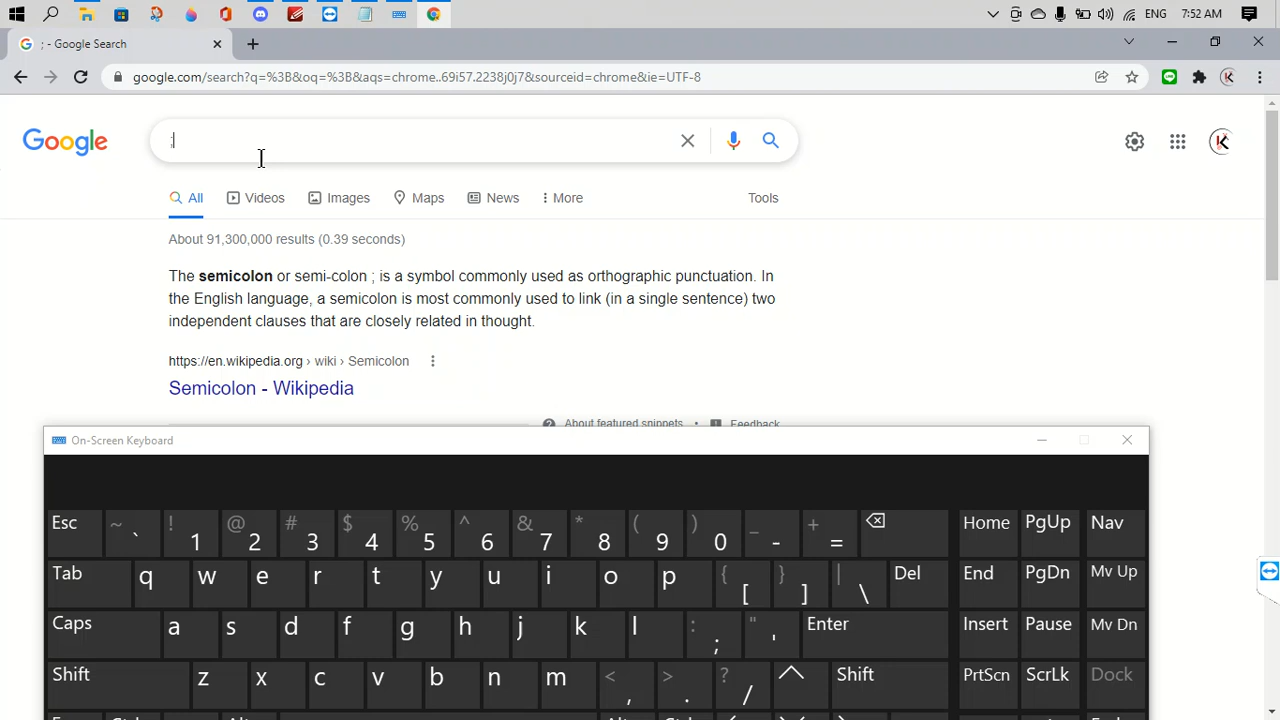 ENG 7:52 AM
; - Google Search
google.com/search?q=%3B&oq=%3B&aqs=chrome..69i57.2238j0j7&sourceid=chrome&ie=UTF-8
Google ;
All Videos Images Maps News More Tools
About 91,300,000 results (0.39 seconds)
The semicolon or semi-colon ; is a symbol commonly used as orthographic punctuation. In
the English language, a semicolon is most commonly used to link (in a single sentence) two
independent clauses that are closely related in thought.
https://en.wikipedia.org › wiki › Semicolon
Semicolon - Wikipedia
About featured snippets • Feedback
On-Screen Keyboard
Esc ~ ` ! 1 @ 2 # 3 $ 4 % 5 ^ 6 & 7 * 8 ( 9 ) 0 _ - + = Home PgUp Nav
Tab q w e r t y u i o p { [ } ] | \ Del End PgDn Mv Up
Caps a s d f g h j k l : ; " ' Enter Insert Pause Mv Dn
Shift z x c v b n m < , > . ? / Shift PrtScn ScrLk Dock